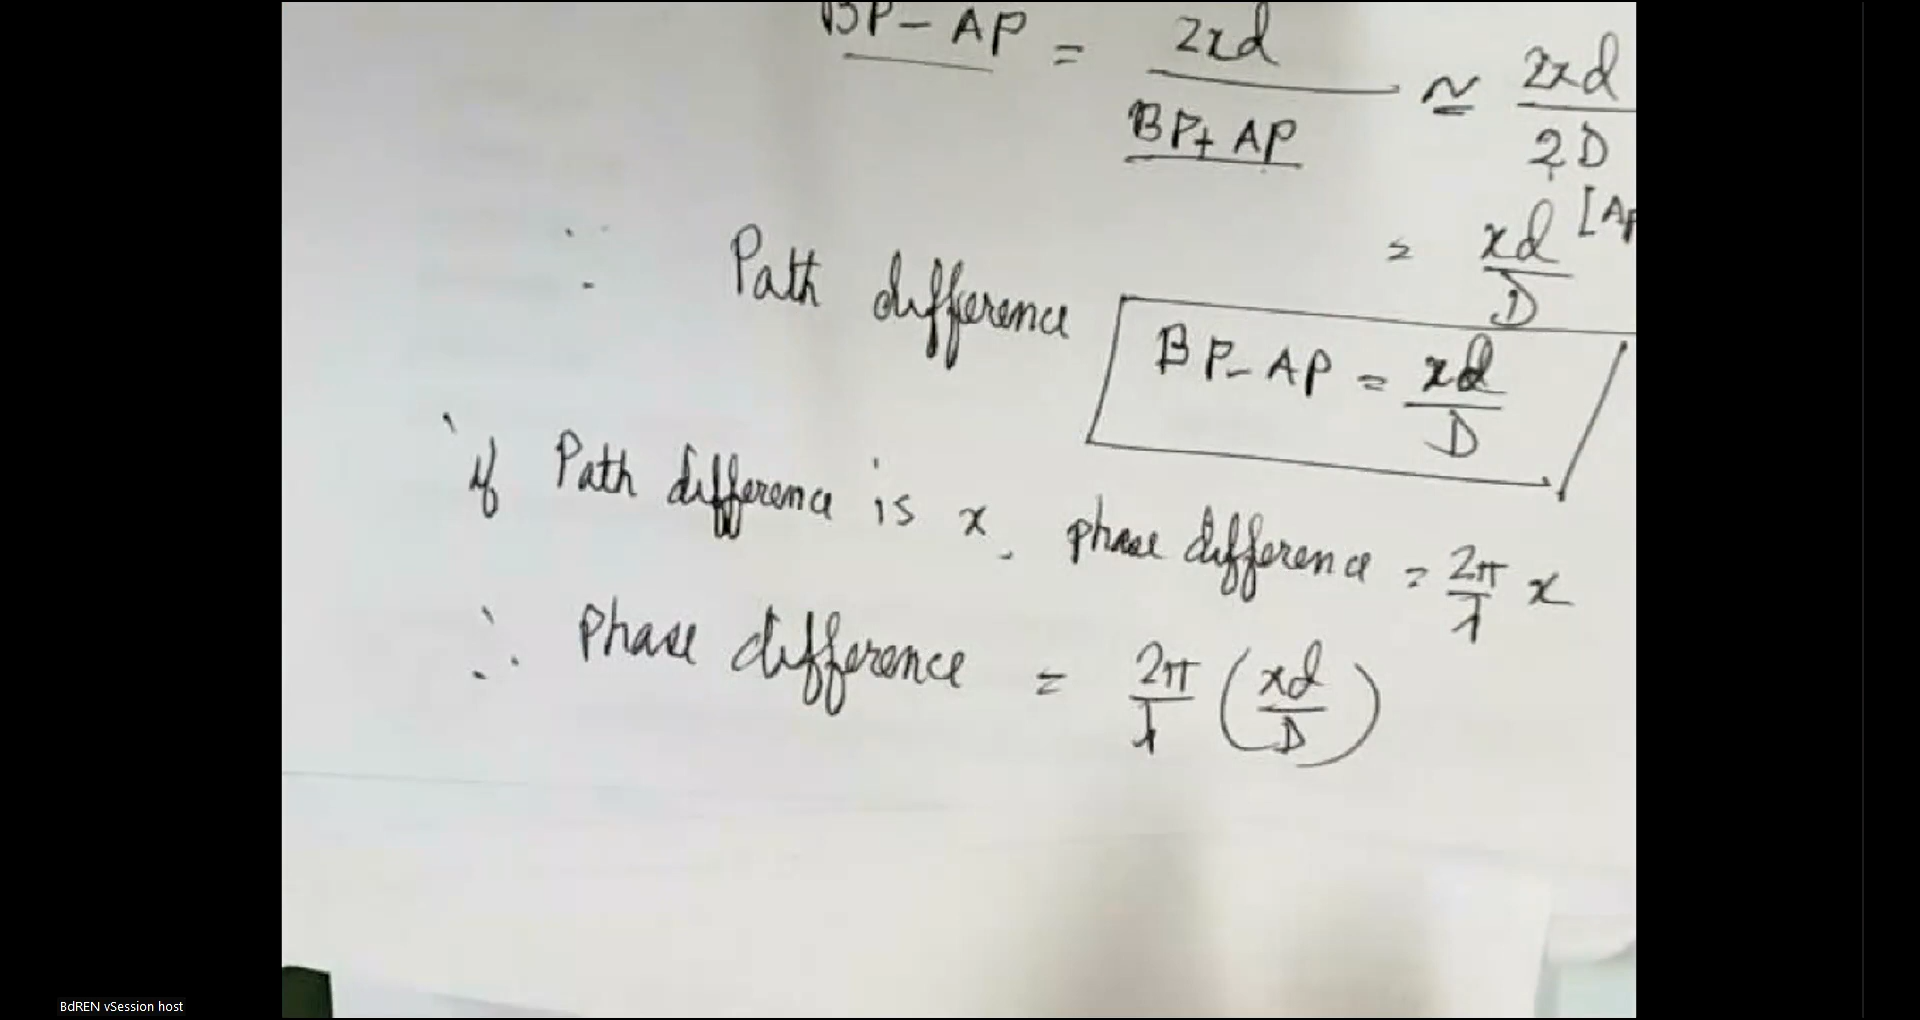 BP - AP = 2xd / BP + AP ≃ 2xd / 2D
= xd / D [AP
∴ Path difference BP - AP = xd / D
if Path difference is x, phase difference = 2π/λ x
∴ phase difference = 2π/λ (xd/D)
BdREN vSession host